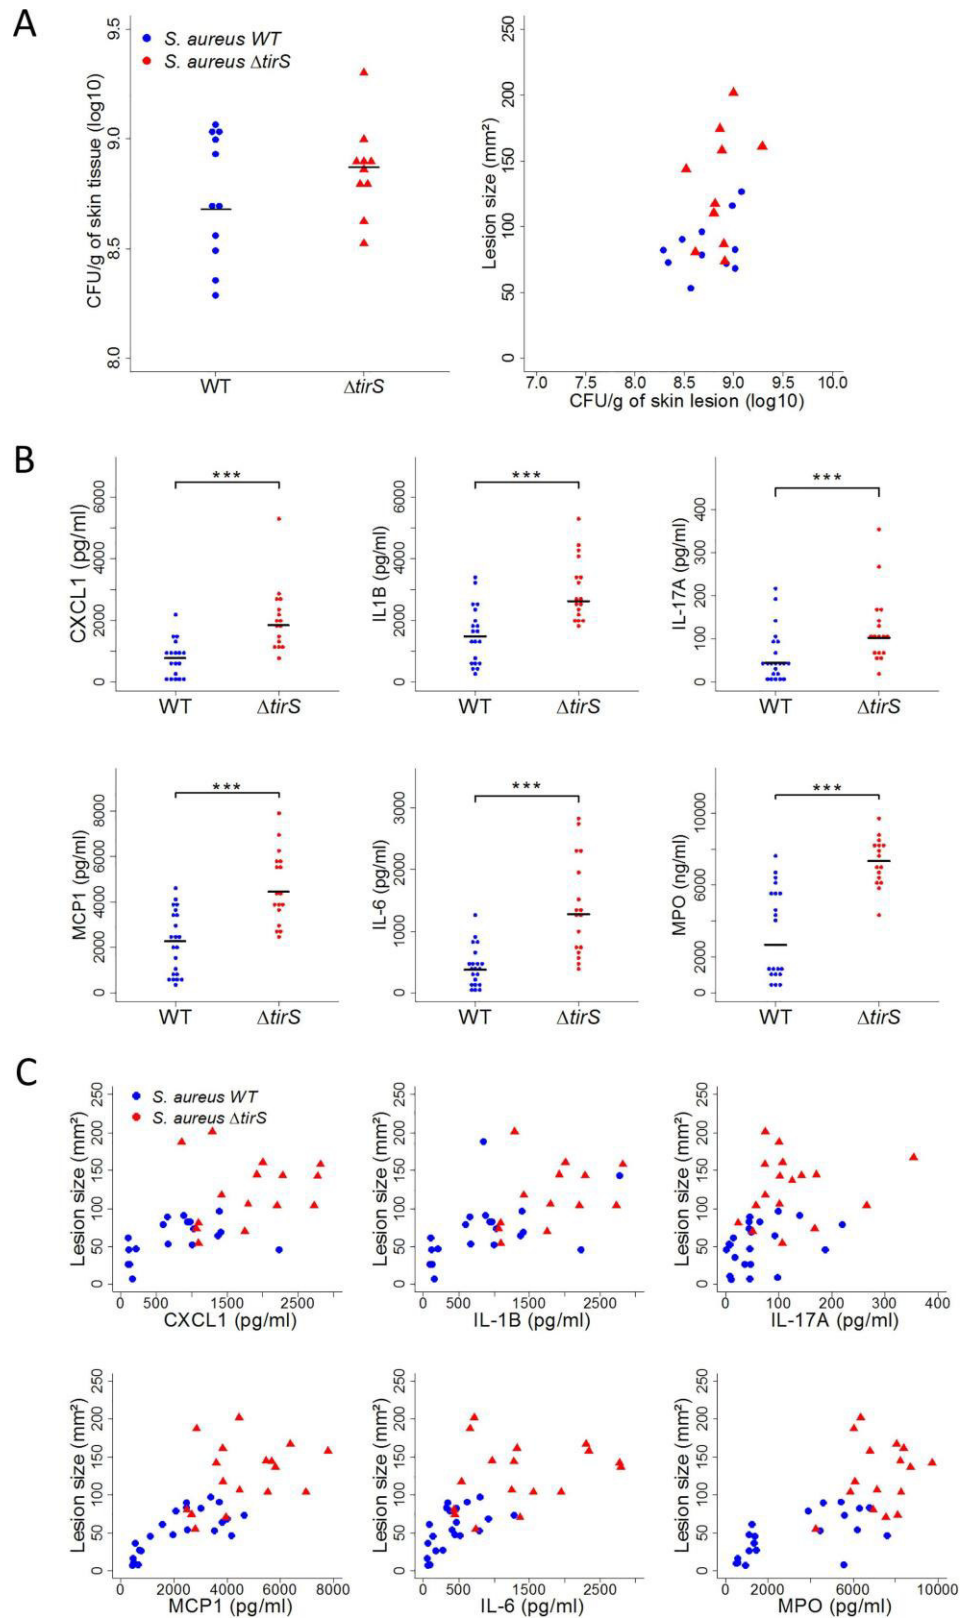 A
S. aureus WT
S. aureus ΔtirS
CFU/g of skin tissue (log10)
9.5
9.0
8.5
8.0
WT
ΔtirS
Lesion size (mm²)
250
200
150
100
50
0
7.0
8.0
8.5
9.0
9.5
10.0
CFU/g of skin lesion (log10)
B
***
CXCL1 (pg/ml)
6000
4000
2000
0
WT
ΔtirS
***
IL1B (pg/ml)
6000
4000
2000
0
WT
ΔtirS
***
IL-17A (pg/ml)
400
300
200
100
0
WT
ΔtirS
***
MCP1 (pg/ml)
8000
6000
4000
2000
0
WT
ΔtirS
***
IL-6 (pg/ml)
3000
2000
1000
0
WT
ΔtirS
***
MPO (ng/ml)
10000
6000
2000
0
WT
ΔtirS
C
S. aureus WT
S. aureus ΔtirS
Lesion size (mm²)
250
200
150
100
50
0
0
500
1500
2500
CXCL1 (pg/ml)
Lesion size (mm²)
250
200
150
100
50
0
0
500
1500
2500
IL-1B (pg/ml)
Lesion size (mm²)
250
200
150
100
50
0
0
100
200
300
400
IL-17A (pg/ml)
Lesion size (mm²)
250
200
150
100
50
0
0
2000
4000
6000
8000
MCP1 (pg/ml)
Lesion size (mm²)
250
200
150
100
50
0
0
500
1500
2500
IL-6 (pg/ml)
Lesion size (mm²)
250
200
150
100
50
0
0
2000
6000
10000
MPO (pg/ml)